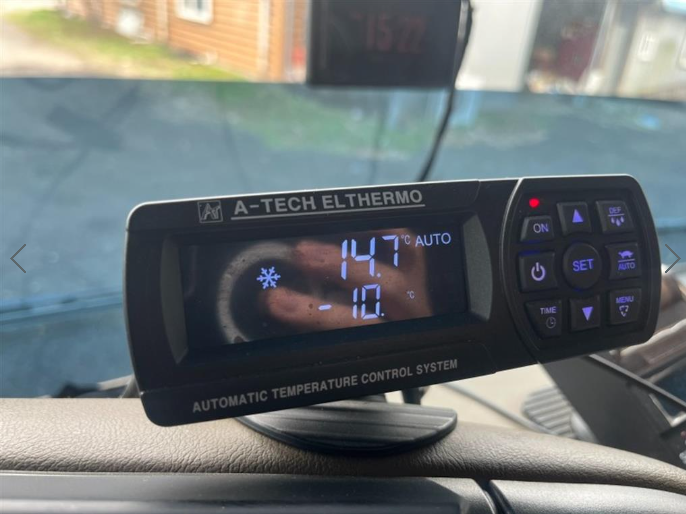 15:22
A-TECH ELTHERMO
14.7 °C AUTO
-10. °C
AUTOMATIC TEMPERATURE CONTROL SYSTEM
ON
DEF
SET
AUTO
TIME
MENU